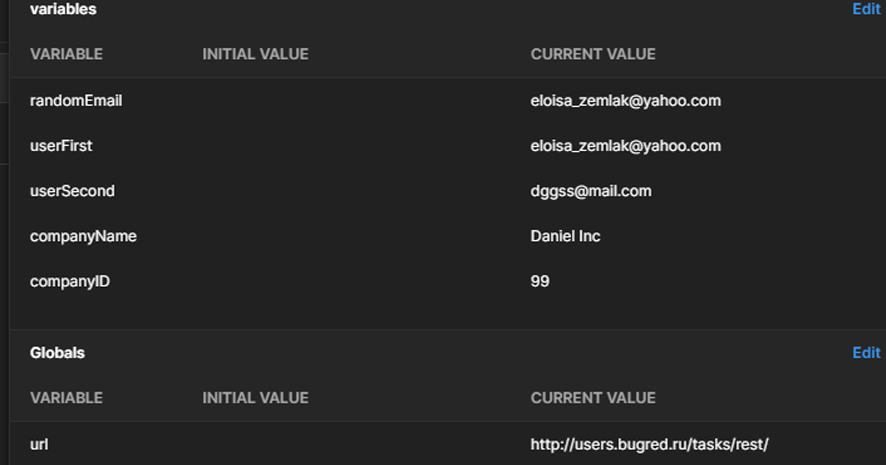 variables Edit
VARIABLE INITIAL VALUE CURRENT VALUE
randomEmail eloisa_zemlak@yahoo.com
userFirst eloisa_zemlak@yahoo.com
userSecond dggss@mail.com
companyName Daniel Inc
companyID 99
Globals Edit
VARIABLE INITIAL VALUE CURRENT VALUE
url http://users.bugred.ru/tasks/rest/